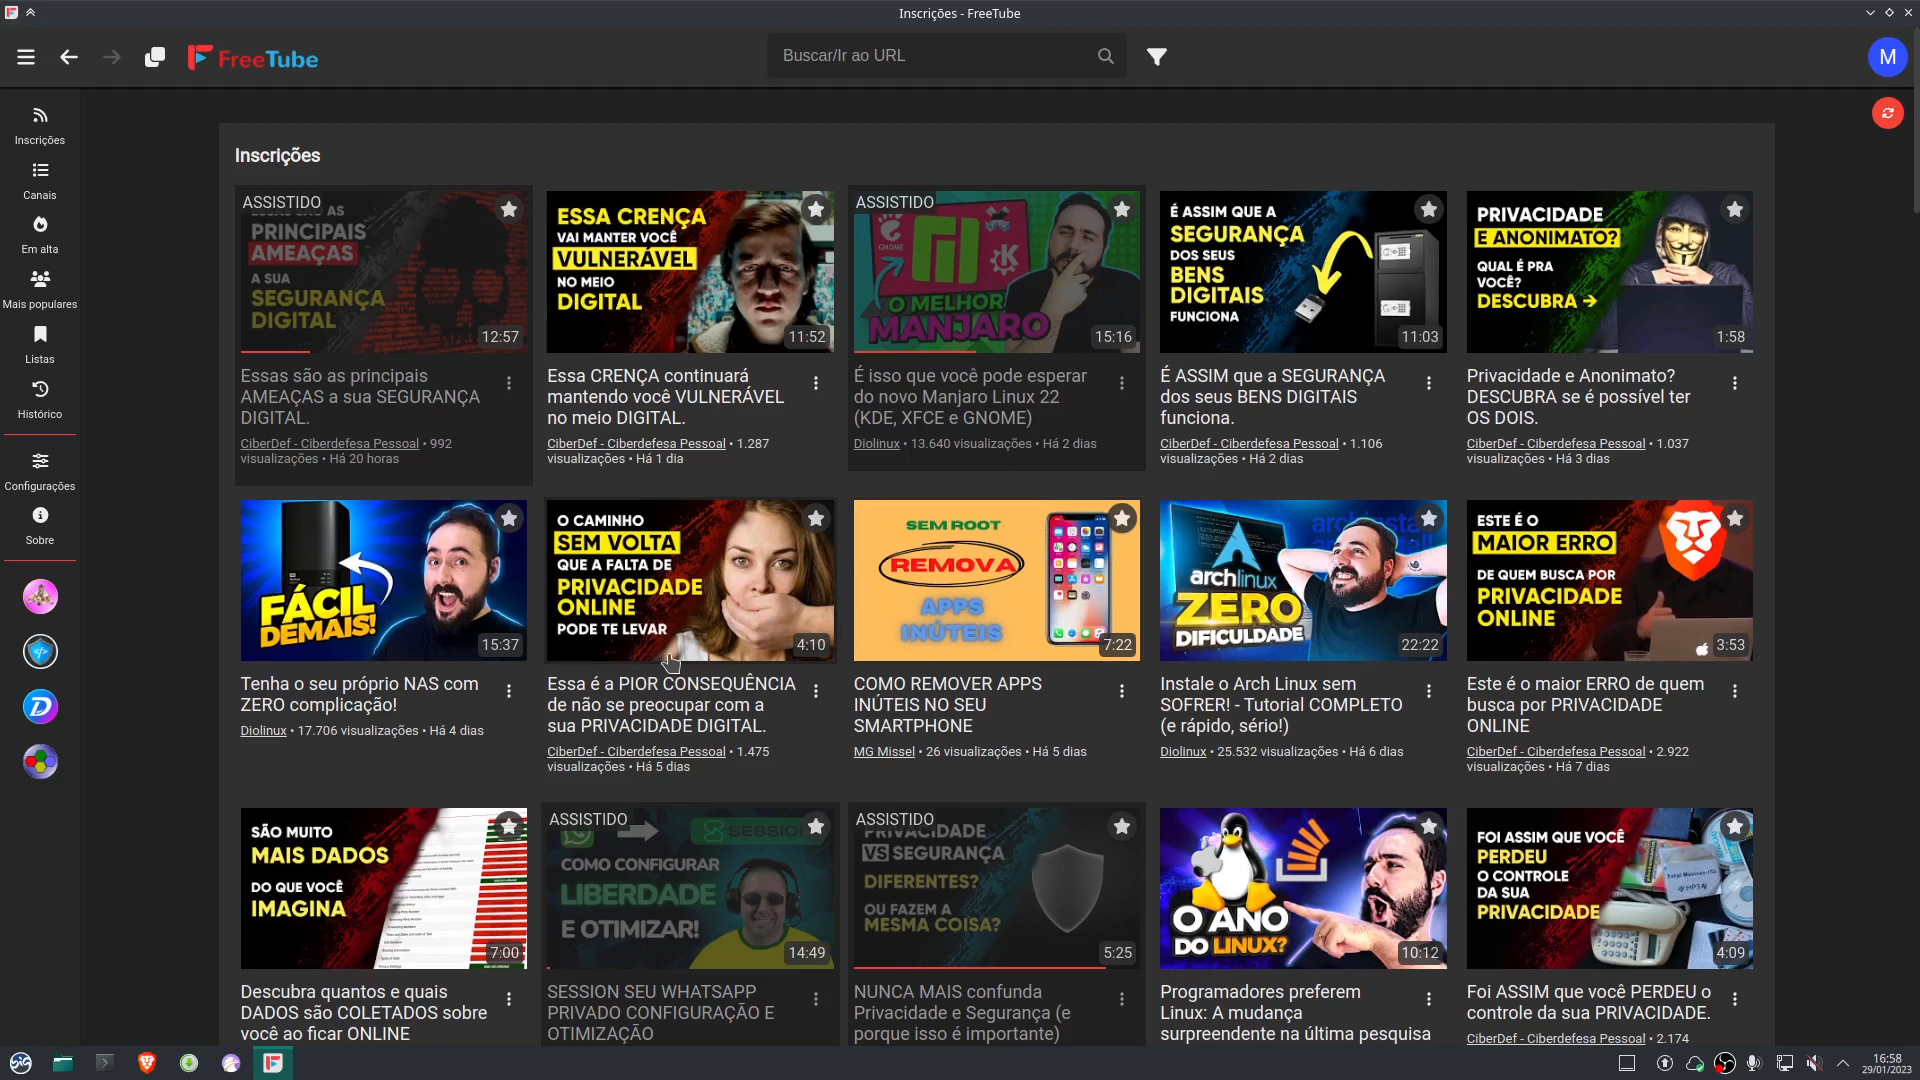 Inscrições - FreeTube
FreeTube
Buscar/Ir ao URL
M
Inscrições
Canais
Em alta
Mais populares
Listas
Histórico
Configurações
Sobre
Inscrições
ASSISTIDO
PRINCIPAIS
AMEAÇAS
A SUA
SEGURANÇA
DIGITAL
12:57
Essas são as principais
AMEAÇAS a sua SEGURANÇA
DIGITAL.
CiberDef - Ciberdefesa Pessoal • 992
visualizações • Há 20 horas
ESSA CRENÇA
VAI MANTER VOCÊ
VULNERÁVEL
NO MEIO
DIGITAL
11:52
Essa CRENÇA continuará
mantendo você VULNERÁVEL
no meio DIGITAL.
CiberDef - Ciberdefesa Pessoal • 1.287
visualizações • Há 1 dia
ASSISTIDO
GNOME
O MELHOR
MANJARO
15:16
É isso que você pode esperar
do novo Manjaro Linux 22
(KDE, XFCE e GNOME)
Diolinux • 13.640 visualizações • Há 2 dias
É ASSIM QUE A
SEGURANÇA
DOS SEUS
BENS
DIGITAIS
FUNCIONA
11:03
É ASSIM que a SEGURANÇA
dos seus BENS DIGITAIS
funciona.
CiberDef - Ciberdefesa Pessoal • 1.106
visualizações • Há 2 dias
PRIVACIDADE
E ANONIMATO?
QUAL É PRA
VOCÊ?
DESCUBRA →
1:58
Privacidade e Anonimato?
DESCUBRA se é possível ter
OS DOIS.
CiberDef - Ciberdefesa Pessoal • 1.037
visualizações • Há 3 dias
FÁCIL
DEMAIS!
15:37
Tenha o seu próprio NAS com
ZERO complicação!
Diolinux • 17.706 visualizações • Há 4 dias
O CAMINHO
SEM VOLTA
QUE A FALTA DE
PRIVACIDADE
ONLINE
PODE TE LEVAR
4:10
Essa é a PIOR CONSEQUÊNCIA
de não se preocupar com a
sua PRIVACIDADE DIGITAL.
CiberDef - Ciberdefesa Pessoal • 1.475
visualizações • Há 5 dias
SEM ROOT
REMOVA
APPS
INÚTEIS
7:22
COMO REMOVER APPS
INÚTEIS NO SEU
SMARTPHONE
MG Missel • 26 visualizações • Há 5 dias
archlinux
ZERO
DIFICULDADE
22:22
Instale o Arch Linux sem
SOFRER! - Tutorial COMPLETO
(e rápido, sério!)
Diolinux • 25.532 visualizações • Há 6 dias
ESTE É O
MAIOR ERRO
DE QUEM BUSCA POR
PRIVACIDADE
ONLINE
3:53
Este é o maior ERRO de quem
busca por PRIVACIDADE
ONLINE
CiberDef - Ciberdefesa Pessoal • 2.922
visualizações • Há 7 dias
SÃO MUITO
MAIS DADOS
DO QUE VOCÊ
IMAGINA
7:00
Descubra quantos e quais
DADOS são COLETADOS sobre
você ao ficar ONLINE
ASSISTIDO
COMO CONFIGURAR
LIBERDADE
E OTIMIZAR!
14:49
SESSION SEU WHATSAPP
PRIVADO CONFIGURAÇÃO E
OTIMIZAÇÃO
ASSISTIDO
PRIVACIDADE
VS SEGURANÇA
DIFERENTES?
OU FAZEM A
MESMA COISA?
5:25
NUNCA MAIS confunda
Privacidade e Segurança (e
porque isso é importante)
O ANO
DO LINUX?
10:12
Programadores preferem
Linux: A mudança
surpreendente na última pesquisa
FOI ASSIM QUE VOCÊ
PERDEU
O CONTROLE
DA SUA
PRIVACIDADE
4:09
Foi ASSIM que você PERDEU o
controle da sua PRIVACIDADE.
CiberDef - Ciberdefesa Pessoal • 2.174
16:58
29/01/2023